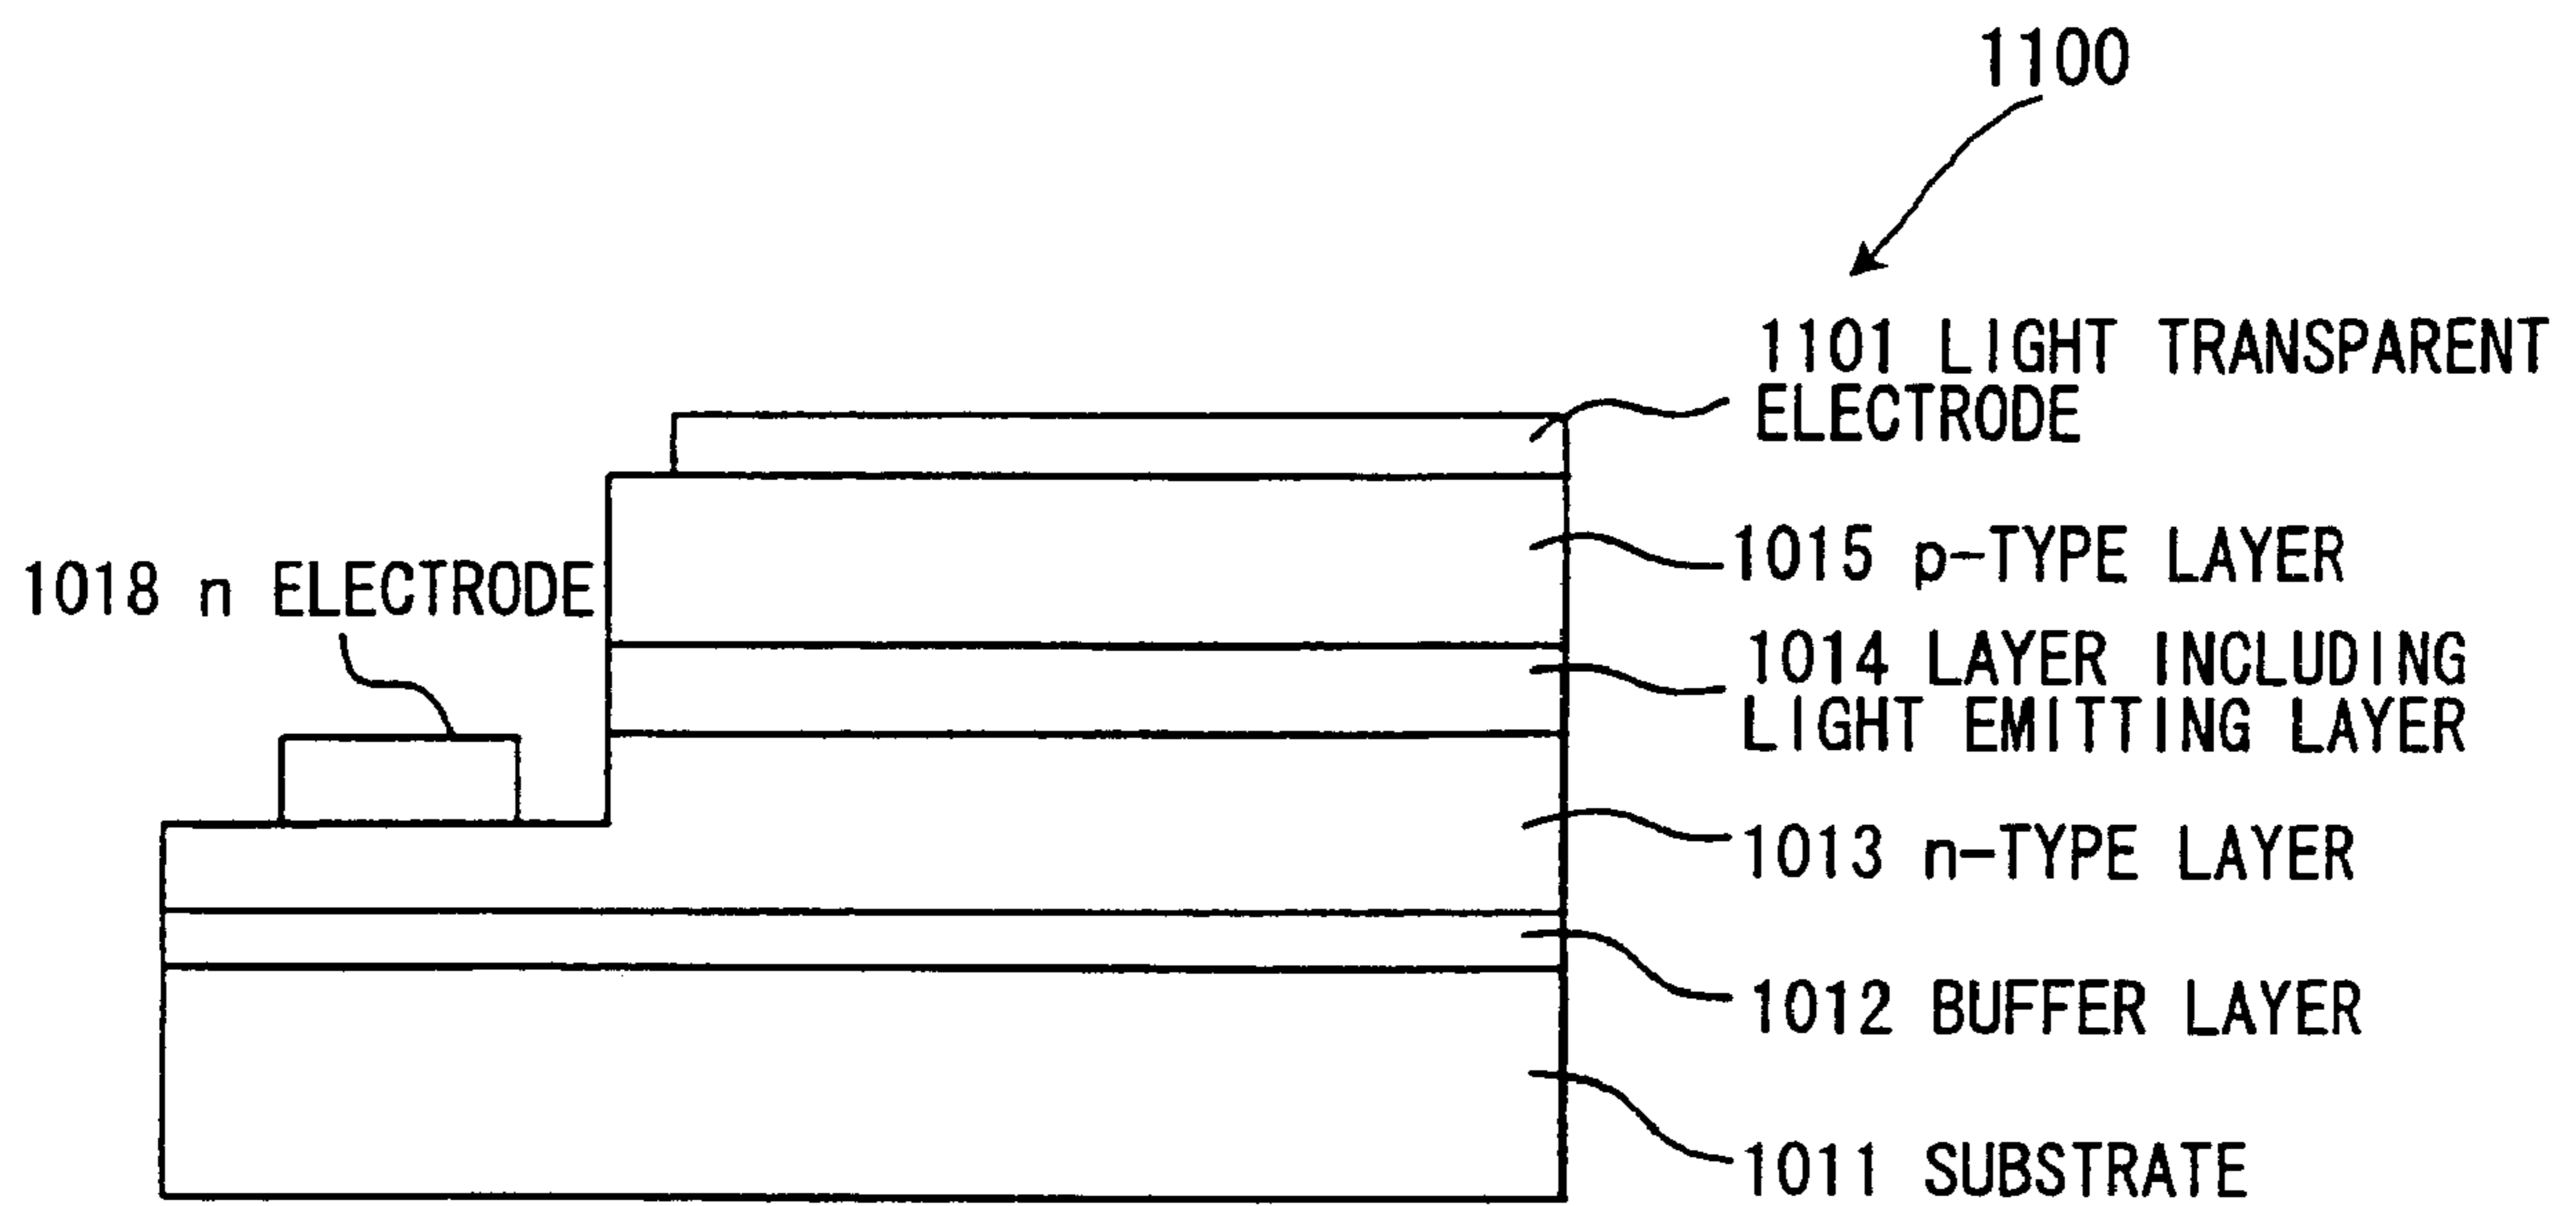 1100
1101 LIGHT TRANSPARENT
ELECTRODE
1015 p-TYPE LAYER
1018 n ELECTRODE
1014 LAYER INCLUDING
LIGHT EMITTING LAYER
1013 n-TYPE LAYER
1012 BUFFER LAYER
1011 SUBSTRATE